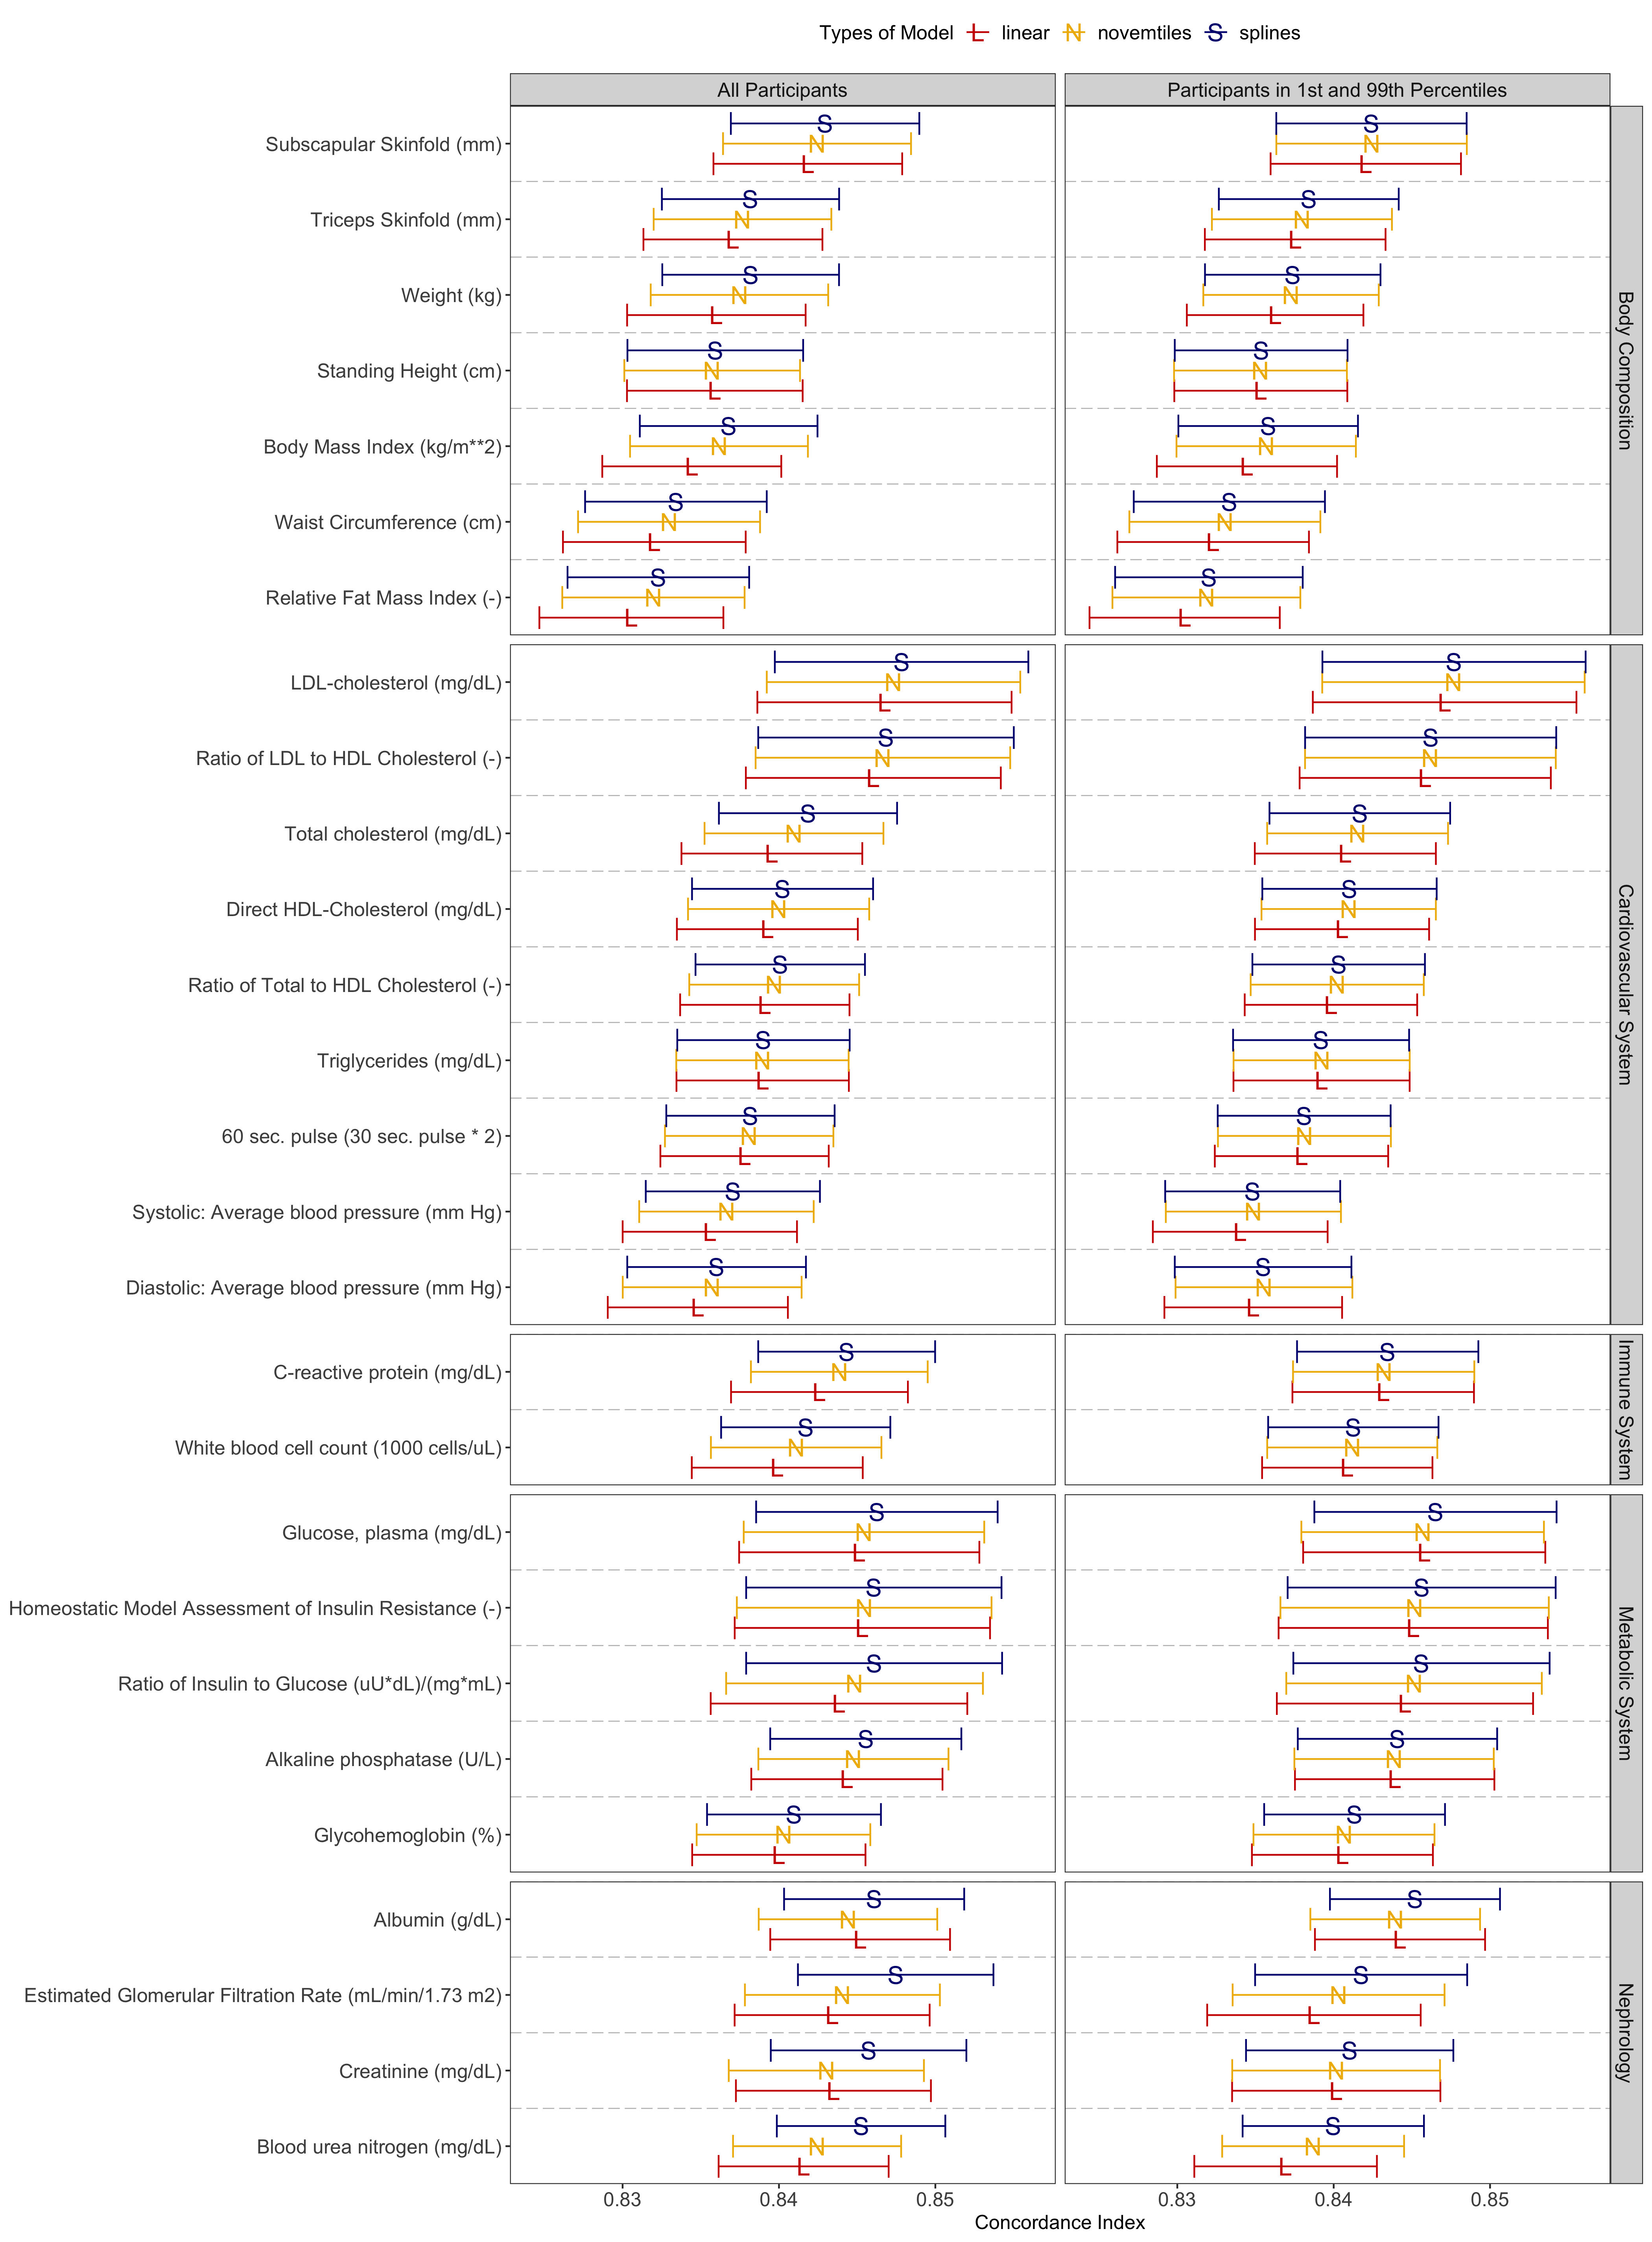 Types of Model L linear N novemtiles S splines
All Participants
Participants in 1st and 99th Percentiles
Subscapular Skinfold (mm)
Triceps Skinfold (mm)
Weight (kg)
Standing Height (cm)
Body Mass Index (kg/m**2)
Waist Circumference (cm)
Relative Fat Mass Index (-)
Body Composition
LDL-cholesterol (mg/dL)
Ratio of LDL to HDL Cholesterol (-)
Total cholesterol (mg/dL)
Direct HDL-Cholesterol (mg/dL)
Ratio of Total to HDL Cholesterol (-)
Triglycerides (mg/dL)
60 sec. pulse (30 sec. pulse * 2)
Systolic: Average blood pressure (mm Hg)
Diastolic: Average blood pressure (mm Hg)
Cardiovascular System
C-reactive protein (mg/dL)
White blood cell count (1000 cells/uL)
Immune System
Glucose, plasma (mg/dL)
Homeostatic Model Assessment of Insulin Resistance (-)
Ratio of Insulin to Glucose (uU*dL)/(mg*mL)
Alkaline phosphatase (U/L)
Glycohemoglobin (%)
Metabolic System
Albumin (g/dL)
Estimated Glomerular Filtration Rate (mL/min/1.73 m2)
Creatinine (mg/dL)
Blood urea nitrogen (mg/dL)
Nephrology
0.83 0.84 0.85 0.83 0.84 0.85
Concordance Index